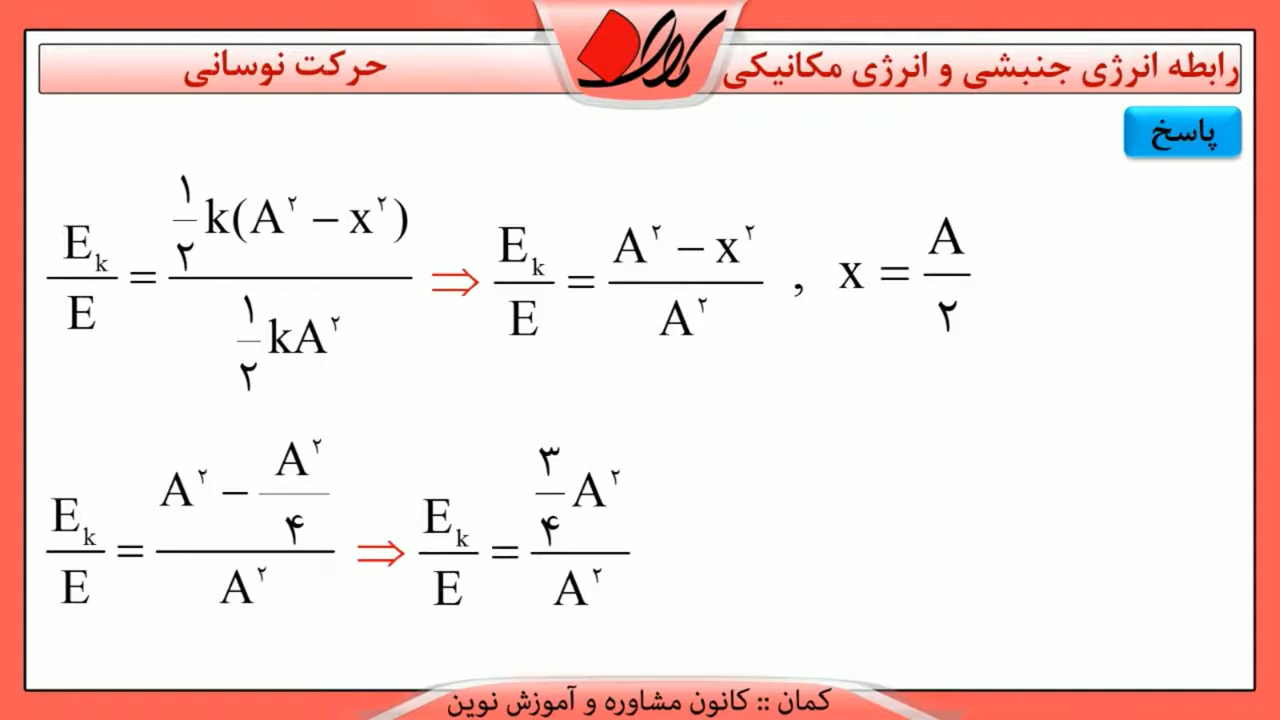 رابطه انرژی جنبشی و انرژی مکانیکی
کمان
حرکت نوسانی
پاسخ
E_k/E = (۱/۲ k(A^۲ − x^۲))/(۱/۲ kA^۲) ⇒ E_k/E = (A^۲ − x^۲)/A^۲ , x = A/۲
E_k/E = (A^۲ − A^۲/۴)/A^۲ ⇒ E_k/E = (۳/۴ A^۲)/A^۲
کمان :: کانون مشاوره و آموزش نوین